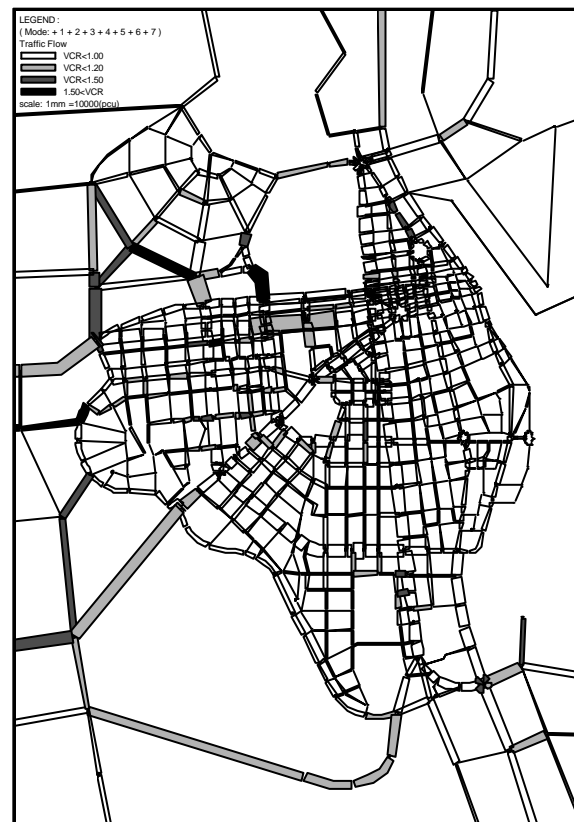 LEGEND :
( Mode: + 1 + 2 + 3 + 4 + 5 + 6 + 7 )
Traffic Flow
VCR<1.00
VCR<1.20
VCR<1.50
1.50<VCR
scale: 1mm =10000(pcu)